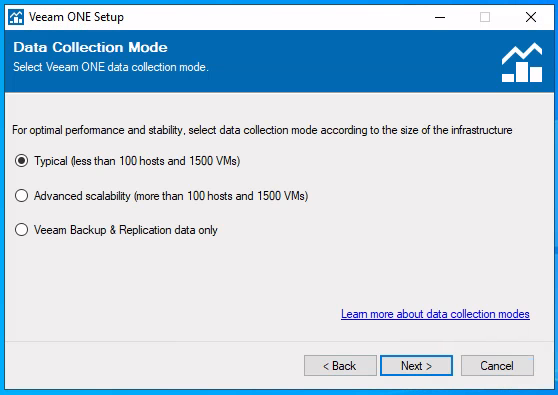 Veeam ONE Setup
Data Collection Mode
Select Veeam ONE data collection mode.
For optimal performance and stability, select data collection mode according to the size of the infrastructure
Typical (less than 100 hosts and 1500 VMs)
Advanced scalability (more than 100 hosts and 1500 VMs)
Veeam Backup & Replication data only
Learn more about data collection modes
< Back
Next >
Cancel